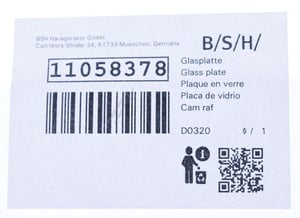 BSH Hausgeräte GmbH
Carl Wery Straße 34, 81739 Muenchen, Germany
B/S/H/
11058378
Glasplatte
Glass plate
Plaque en verre
Placa de vidrio
Cam raf
D0320 $ / 1